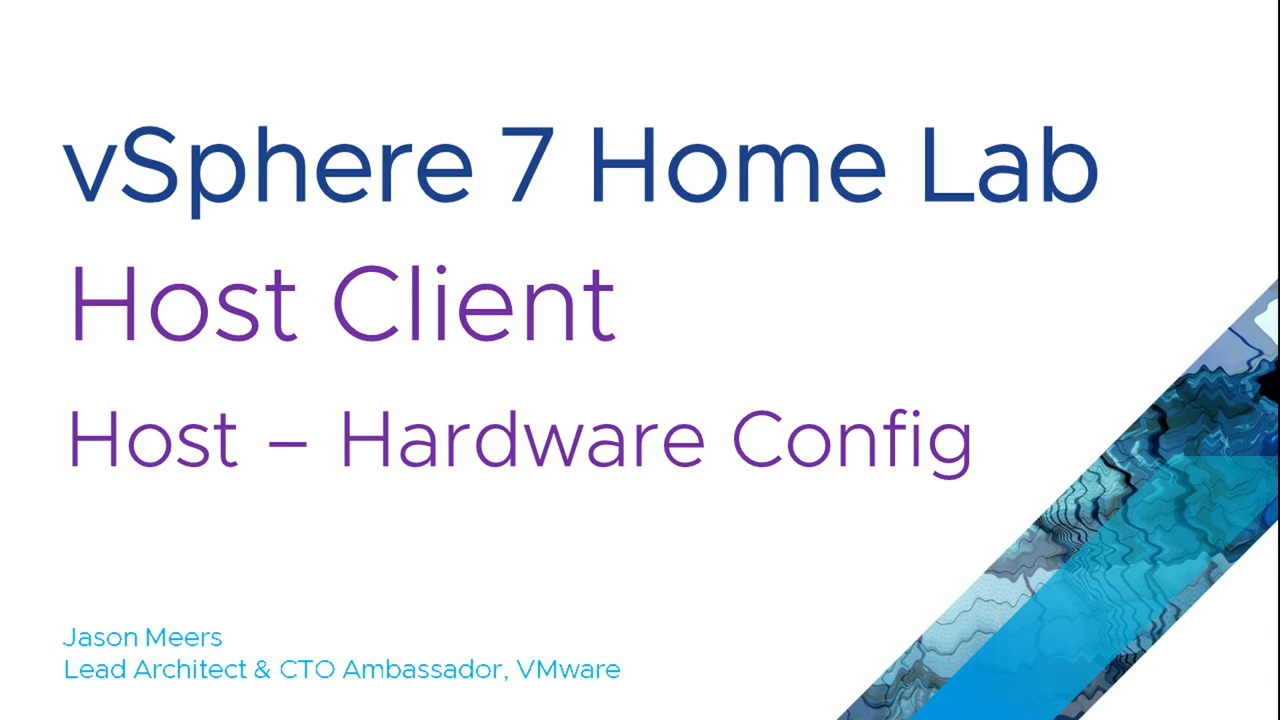 vSphere 7 Home Lab
Host Client
Host – Hardware Config
Jason Meers
Lead Architect & CTO Ambassador, VMware